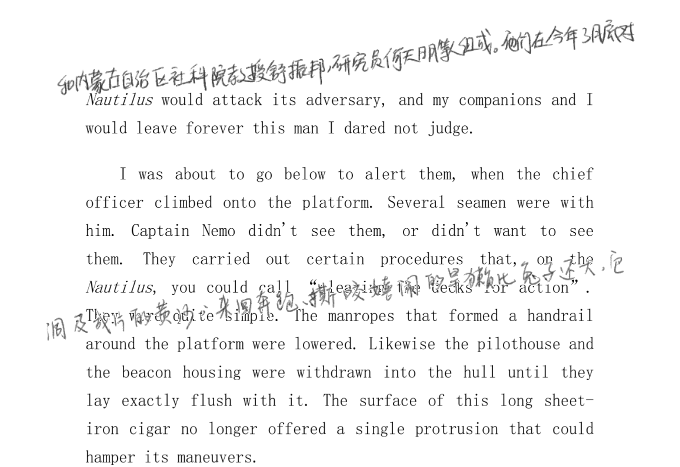 和内蒙古自治区社科院教授舒振邦、研究员何天明等人组成。他们在今年3月底对
Nautilus would attack its adversary, and my companions and I
would leave forever this man I dared not judge.
I was about to go below to alert them, when the chief
officer climbed onto the platform. Several seamen were with
him. Captain Nemo didn't see them, or didn't want to see
them. They carried out certain procedures that, on the
Nautilus, you could call “clearing the decks for action”.
洞及成片的黄沙；来回奔跑、撕咬嬉闹的旱獭比兔子还大，它
They were quite simple. The manropes that formed a handrail
around the platform were lowered. Likewise the pilothouse and
the beacon housing were withdrawn into the hull until they
lay exactly flush with it. The surface of this long sheet-
iron cigar no longer offered a single protrusion that could
hamper its maneuvers.